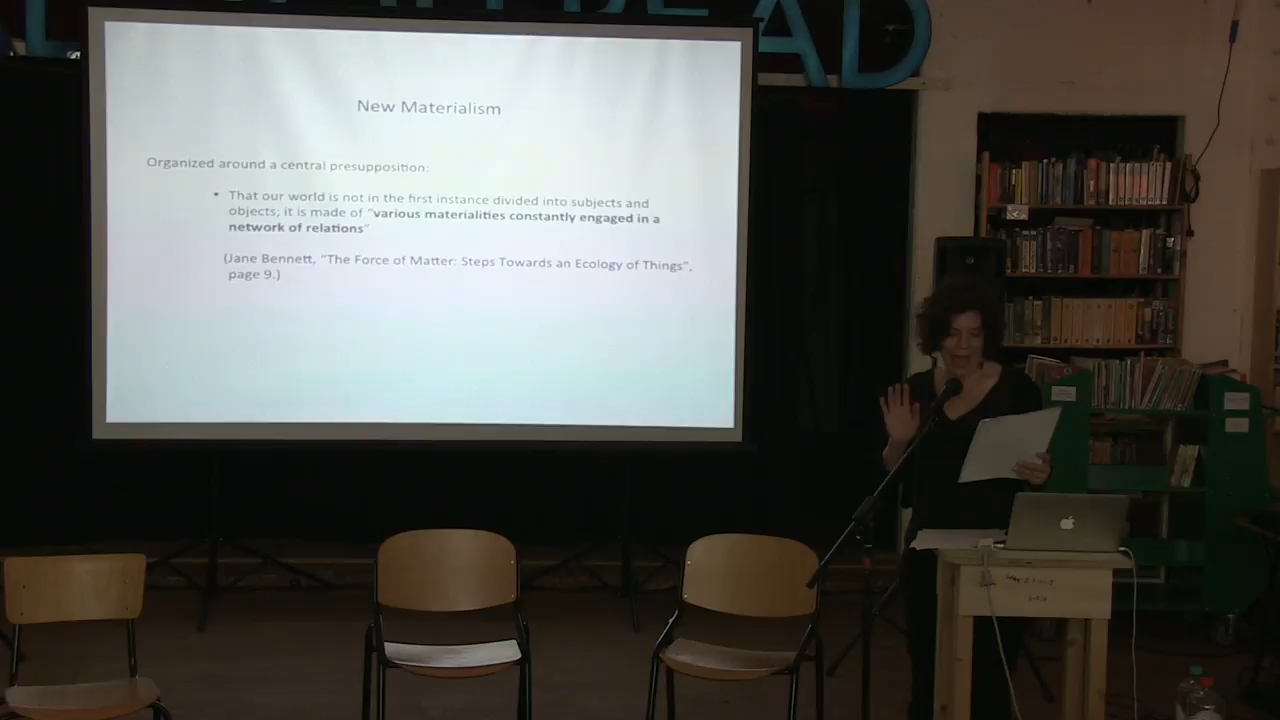 AD
New Materialism
Organized around a central presupposition:
• That our world is not in the first instance divided into subjects and
objects; it is made of "various materialities constantly engaged in a
network of relations"
(Jane Bennett, "The Force of Matter: Steps Towards an Ecology of Things",
page 9.)